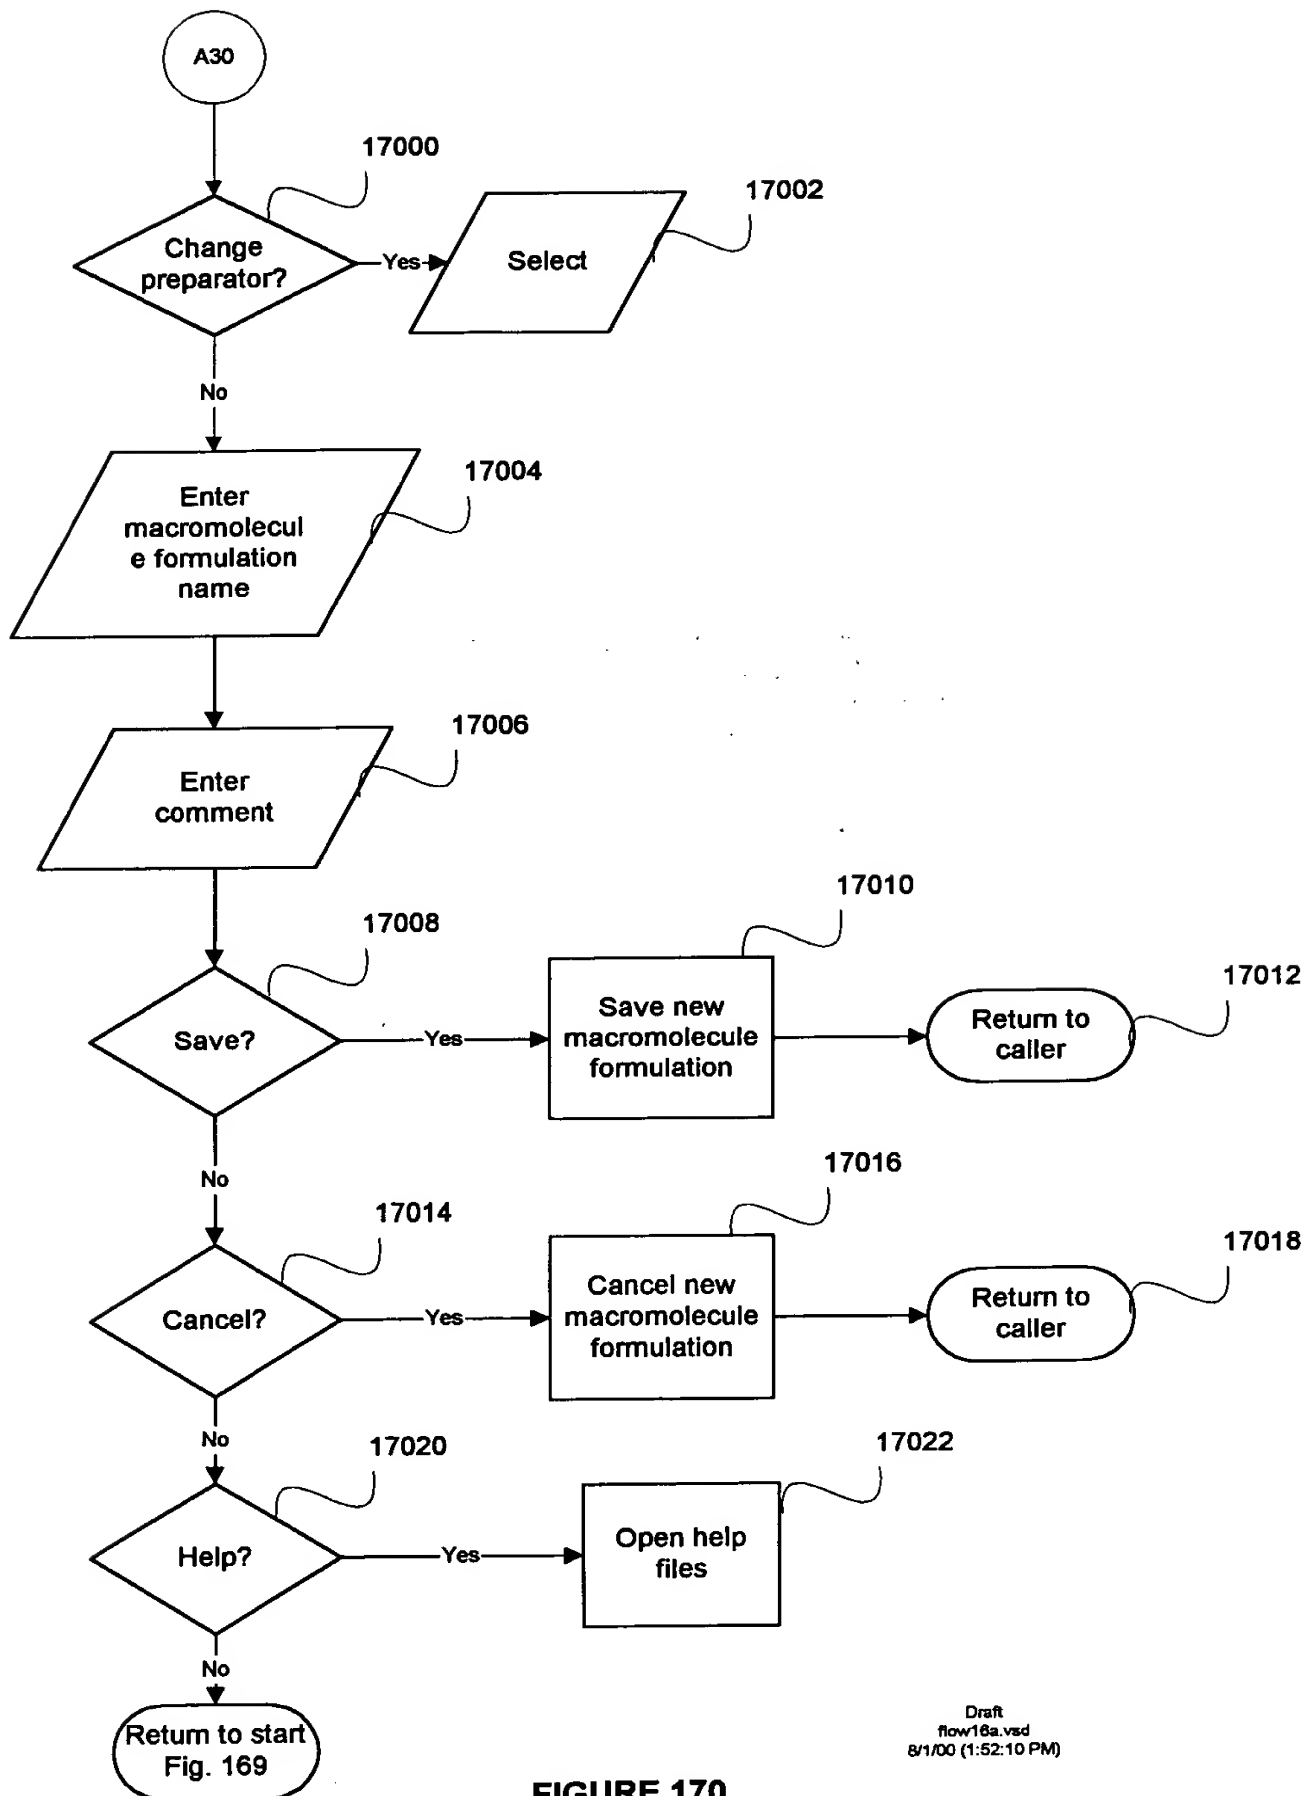 A30
17000
Change
preparator?
Yes
17002
Select
No
17004
Enter
macromolecul
e formulation
name
17006
Enter
comment
17008
Save?
Yes
17010
Save new
macromolecule
formulation
17012
Return to
caller
No
17014
Cancel?
Yes
17016
Cancel new
macromolecule
formulation
17018
Return to
caller
No
17020
Help?
Yes
17022
Open help
files
No
Return to start
Fig. 169
Draft
flow16a.vsd
8/1/00 (1:52:10 PM)
FIGURE 170